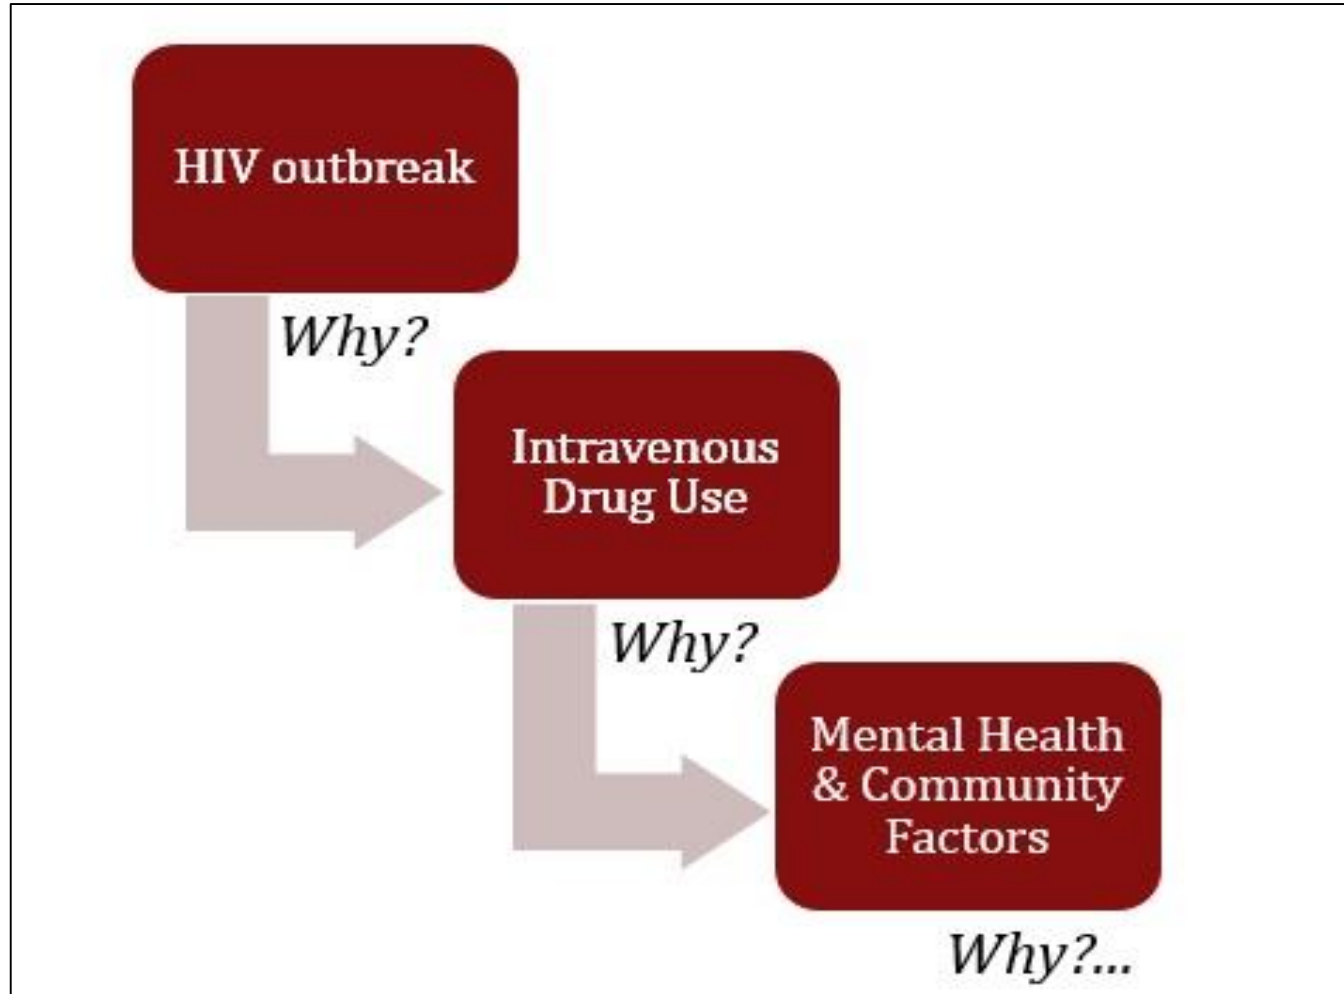 HIV outbreak
Why?
Intravenous
Drug Use
Why?
Mental Health
& Community
Factors
Why?...